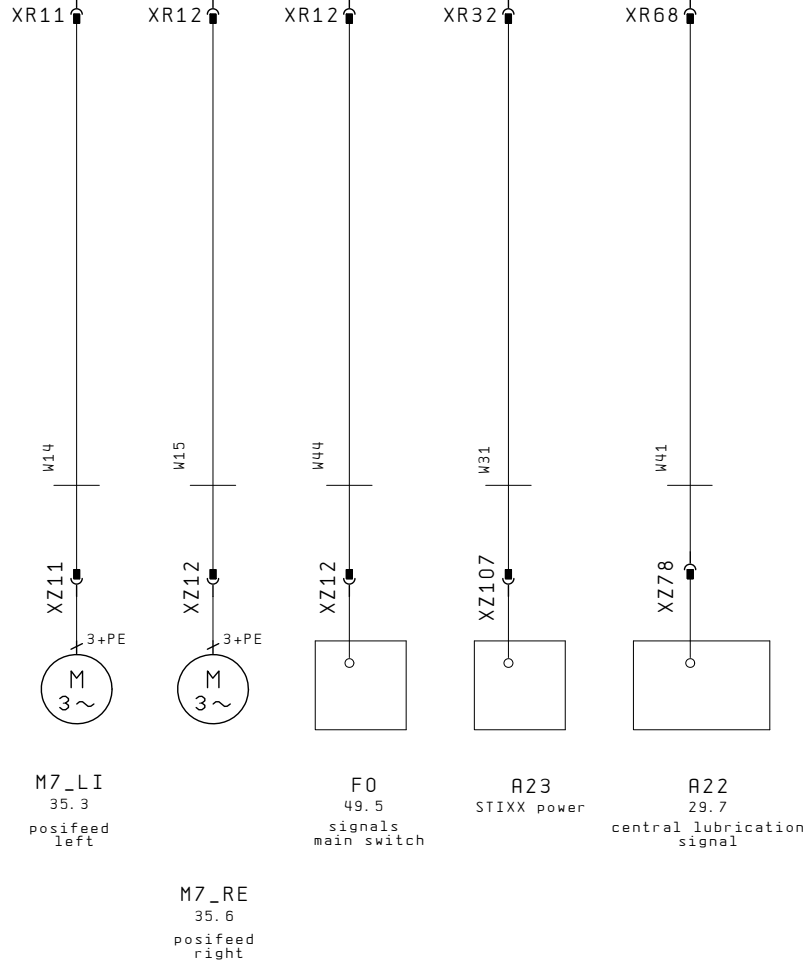 XR11
XR12
XR12
XR32
XR68
W14
W15
W44
W31
W41
XZ11
XZ12
XZ12
XZ107
XZ78
3+PE
3+PE
M
3~
M
3~
M7_LI
35.3
posifeed
left
F0
49.5
signals
main switch
A23
STIXX power
A22
29.7
central lubrication
signal
M7_RE
35.6
posifeed
right